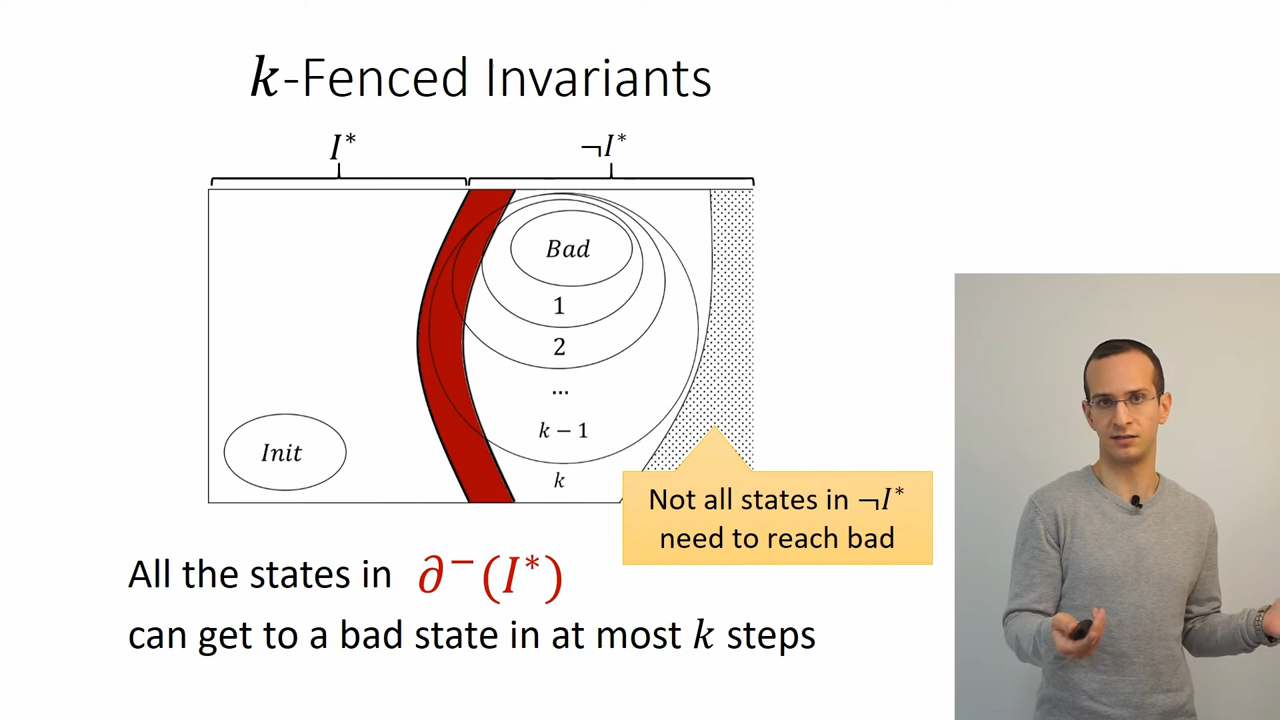 k-Fenced Invariants
I* ¬I*
Bad
1
2
...
k − 1
Init
k
Not all states in ¬I*
need to reach bad
All the states in ∂⁻(I*)
can get to a bad state in at most k steps